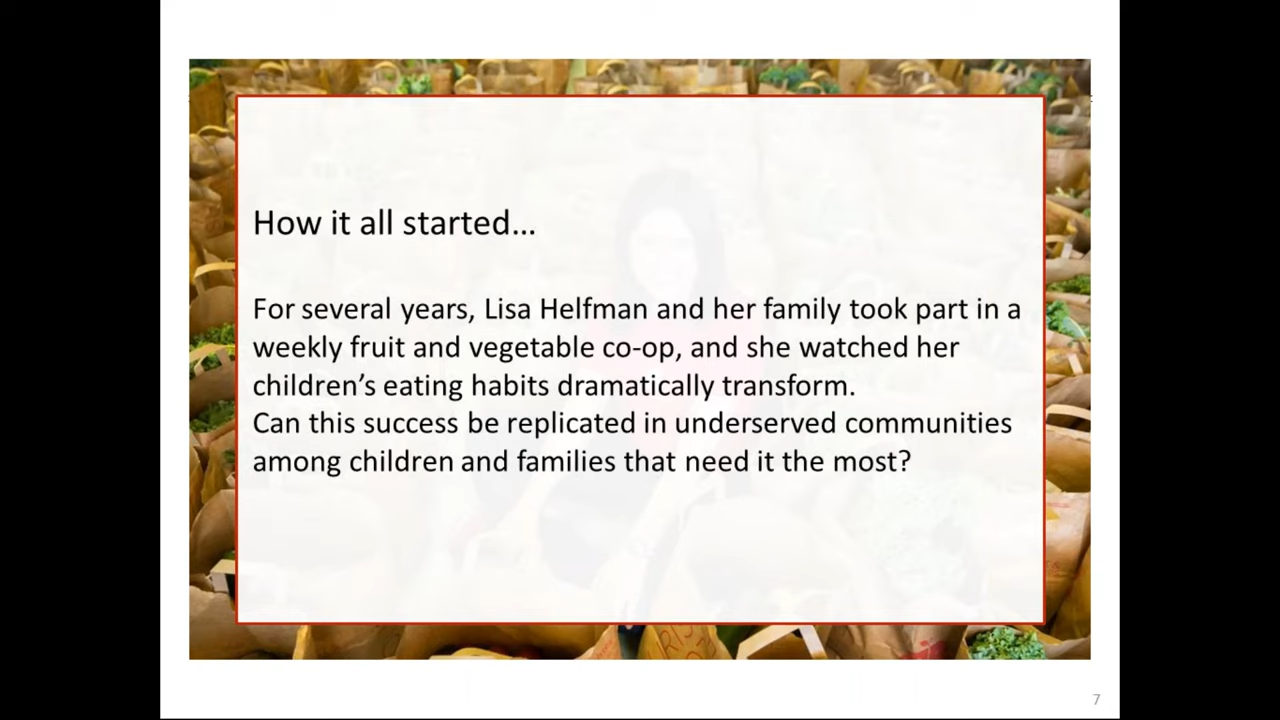 How it all started...
For several years, Lisa Helfman and her family took part in a
weekly fruit and vegetable co-op, and she watched her
children’s eating habits dramatically transform.
Can this success be replicated in underserved communities
among children and families that need it the most?
7